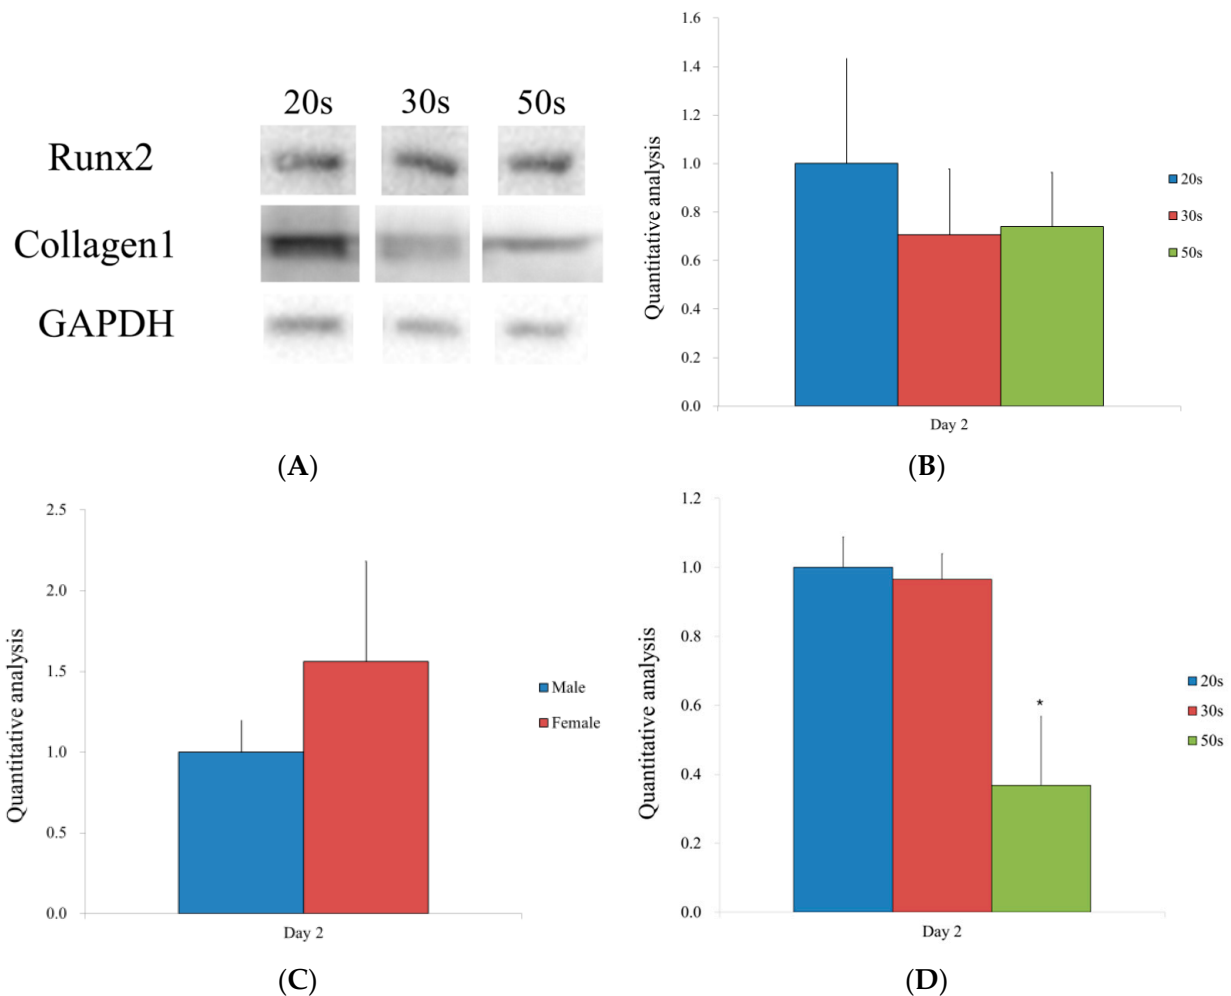 20s 30s 50s
Runx2
Collagen1
GAPDH
(A)
Quantitative analysis
1.6
1.4
1.2
1.0
0.8
0.6
0.4
0.2
0.0
Day 2
20s
30s
50s
(B)
Quantitative analysis
2.5
2.0
1.5
1.0
0.5
0.0
Day 2
Male
Female
(C)
Quantitative analysis
1.2
1.0
0.8
0.6
0.4
0.2
0.0
*
Day 2
20s
30s
50s
(D)